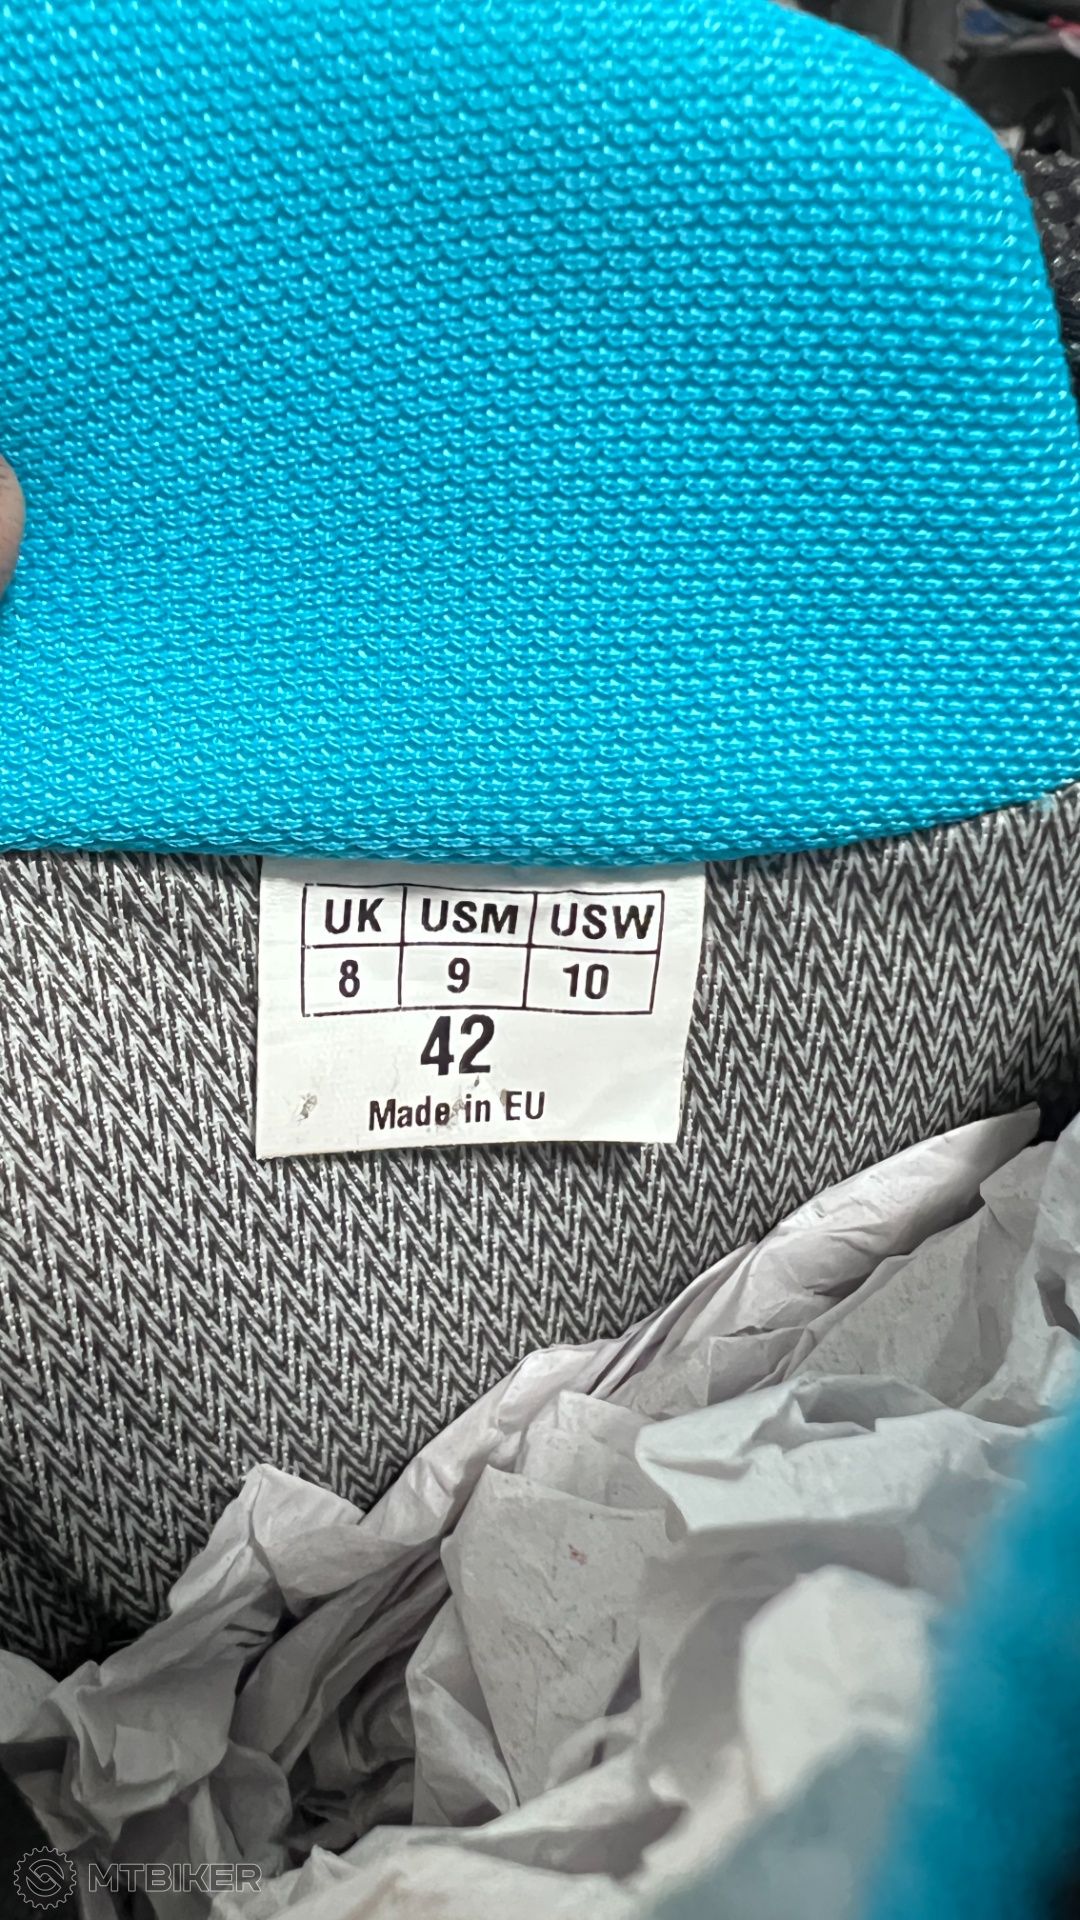 UK USM USW
8 9 10
42
Made in EU
MTBIKER